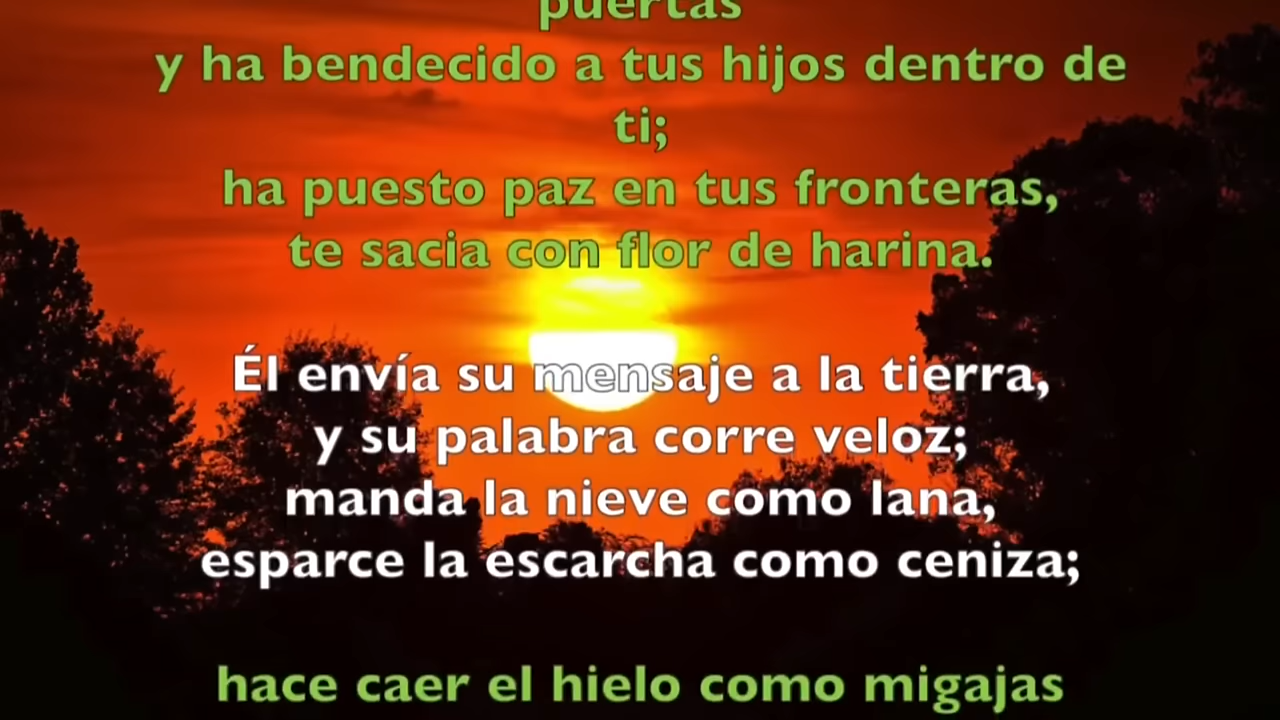 puertas
y ha bendecido a tus hijos dentro de
ti;
ha puesto paz en tus fronteras,
te sacia con flor de harina.
Él envía su mensaje a la tierra,
y su palabra corre veloz;
manda la nieve como lana,
esparce la escarcha como ceniza;
hace caer el hielo como migajas